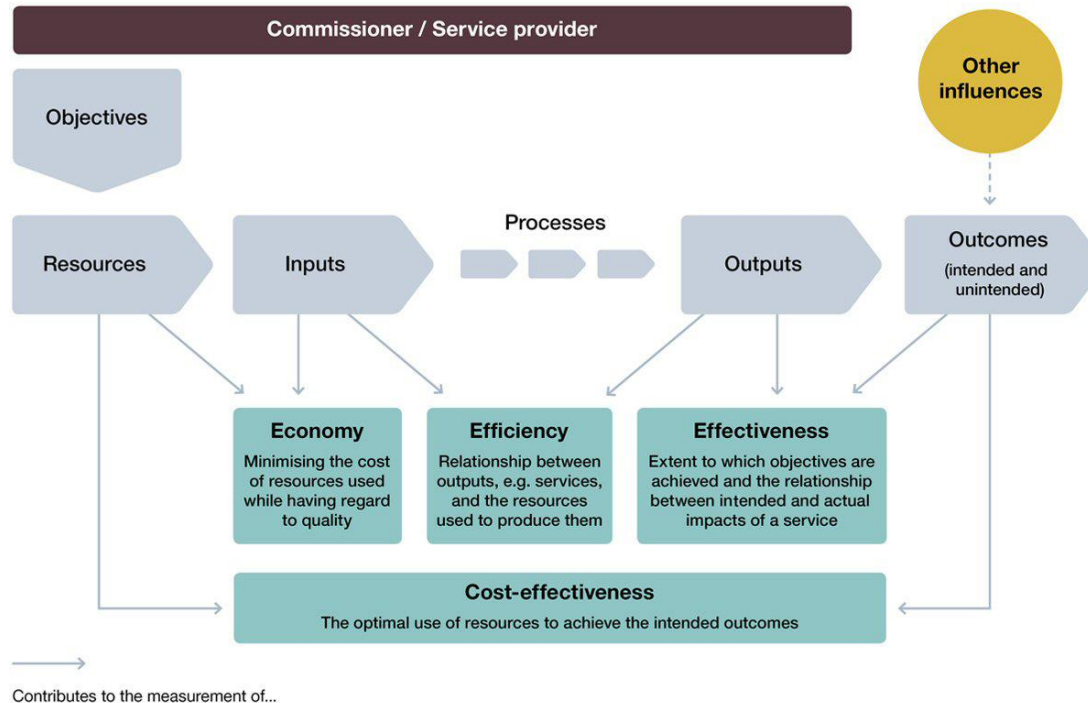 Commissioner / Service provider
Other
influences
Objectives
Resources
Inputs
Processes
Outputs
Outcomes
(intended and
unintended)
Economy
Minimising the cost
of resources used
while having regard
to quality
Efficiency
Relationship between
outputs, e.g. services,
and the resources
used to produce them
Effectiveness
Extent to which objectives are
achieved and the relationship
between intended and actual
impacts of a service
Cost-effectiveness
The optimal use of resources to achieve the intended outcomes
Contributes to the measurement of...